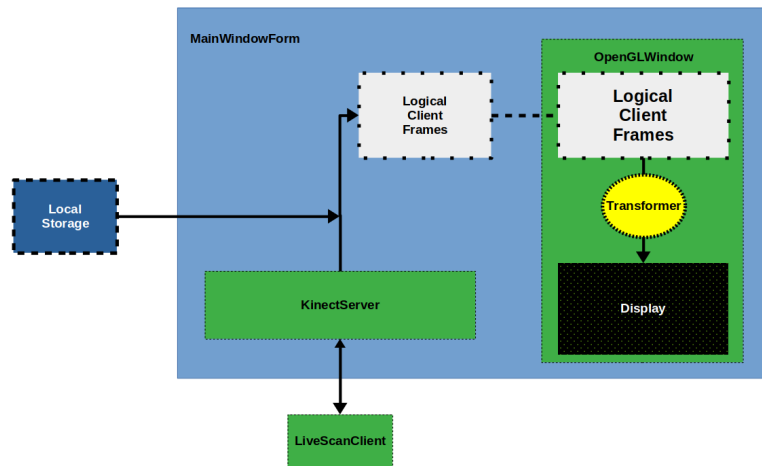 MainWindowForm
OpenGLWindow
Logical
Client
Frames
Logical
Client
Frames
Local
Storage
Transformer
KinectServer
Display
LiveScanClient